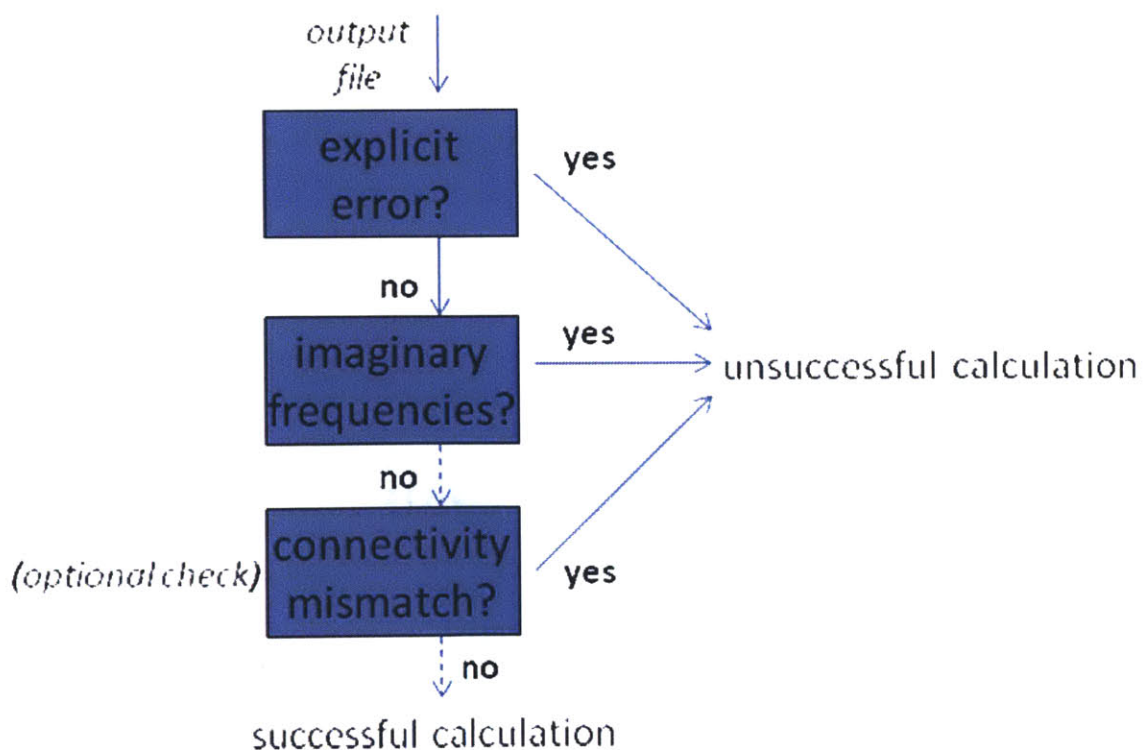 output
file
explicit
error?
yes
no
imaginary
frequencies?
yes
unsuccessful calculation
no
(optional check)
connectivity
mismatch?
yes
no
successful calculation